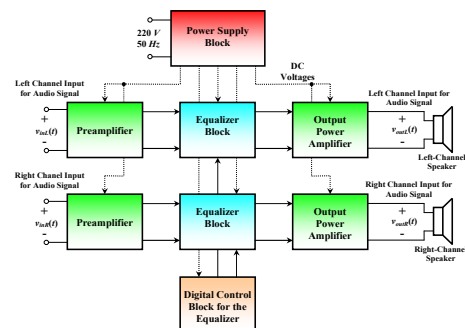 220 V
50 Hz
Power Supply
Block
DC
Voltages
Left Channel Input
for Audio Signal
+
vinL(t)
-
Preamplifier
Equalizer
Block
Output
Power
Amplifier
Left Channel Input for
Audio Signal
+
voutL(t)
-
Left-Channel
Speaker
Right Channel Input
for Audio Signal
+
vinR(t)
-
Preamplifier
Equalizer
Block
Output
Power
Amplifier
Right Channel Input for
Audio Signal
+
voutR(t)
-
Right-Channel
Speaker
Digital Control
Block for the
Equalizer